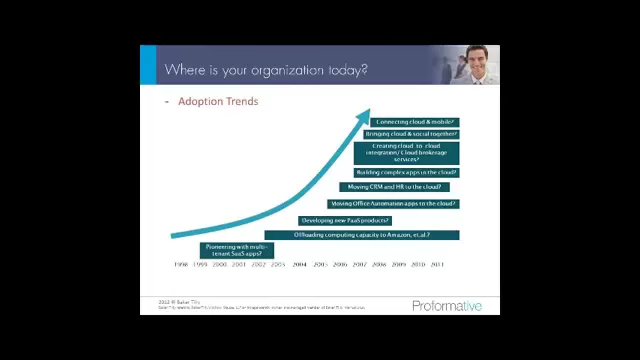 Where is your organization today?
- Adoption Trends
Connecting cloud & mobile?
Bringing cloud & social together?
Creating cloud to cloud
integration/ Cloud brokerage
services?
Building complex apps to the cloud?
Moving CRM and HR to the cloud?
Moving Office Automation apps to the cloud?
Developing new PaaS products?
Offloading computing capacity to Amazon, et.al.?
Pioneering with multi-
tenant SaaS apps?
1998 1999 2000 2001 2002 2003 2004 2005 2006 2007 2008 2009 2010 2011
2012 © Baker Tilly
Proformative